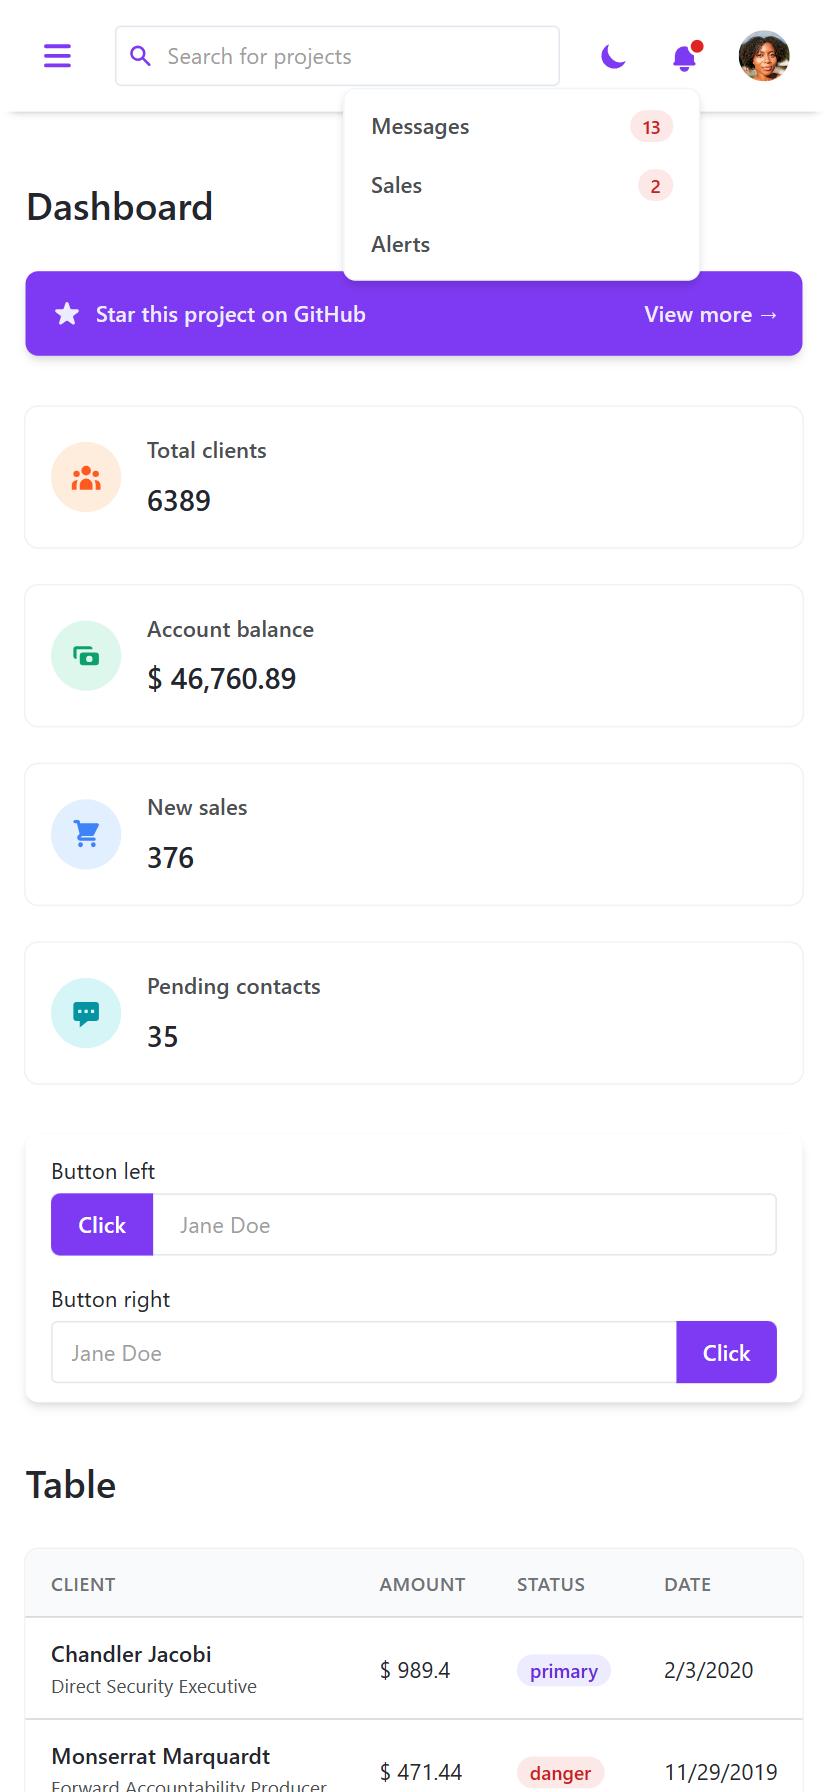 Search for projects
Messages 13
Sales 2
Alerts
Dashboard
Star this project on GitHub View more →
Total clients
6389
Account balance
$ 46,760.89
New sales
376
Pending contacts
35
Button left
Click Jane Doe
Button right
Jane Doe Click
Table
CLIENT AMOUNT STATUS DATE
Chandler Jacobi
Direct Security Executive
$ 989.4 primary 2/3/2020
Monserrat Marquardt
Forward Accountability Producer
$ 471.44 danger 11/29/2019